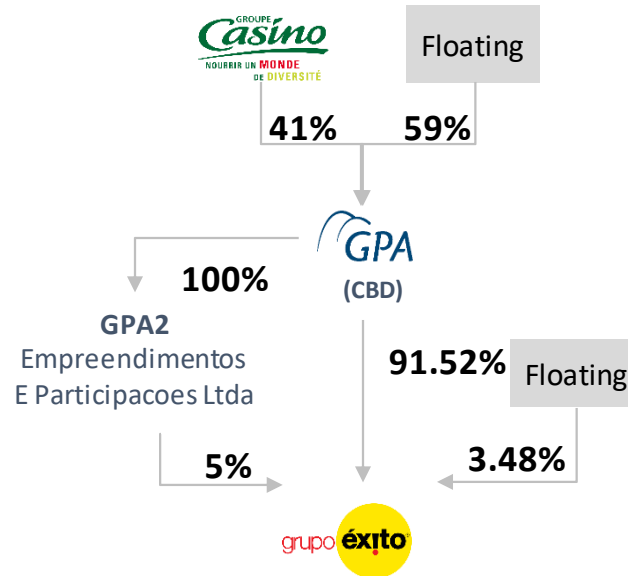 GROUPE
Casino
NOURRIR UN MONDE
DE DIVERSITÉ
Floating
41%
59%
GPA
(CBD)
100%
GPA2
Empreendimentos
E Participacoes Ltda
91.52%
Floating
5%
3.48%
grupo éxito